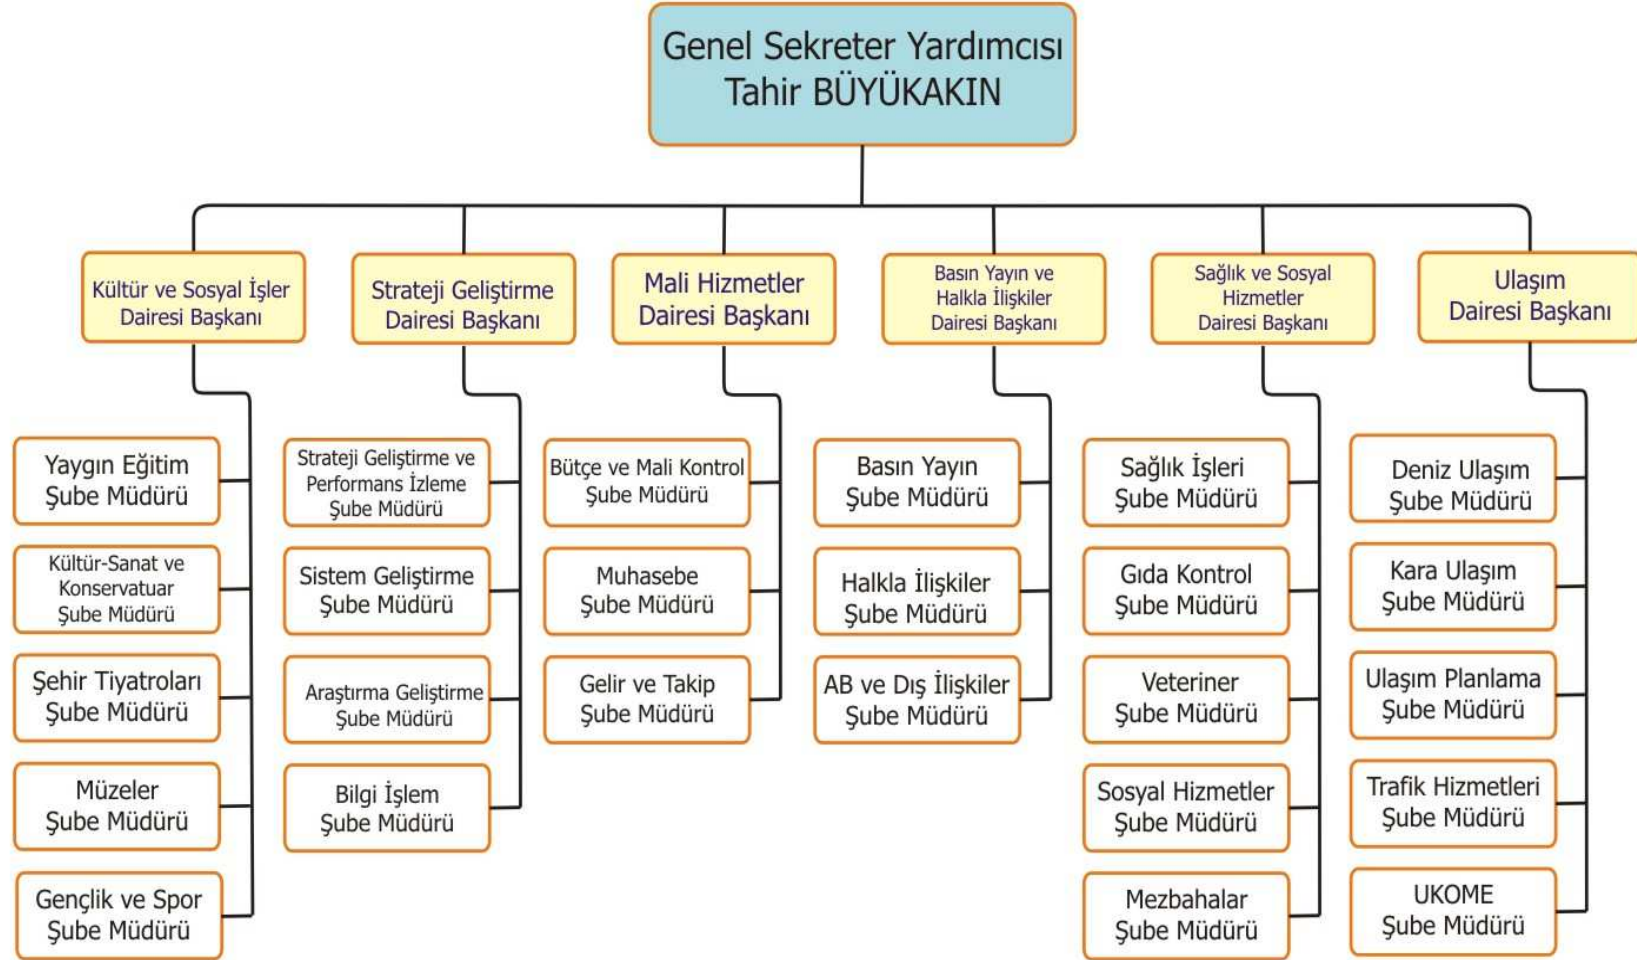 Genel Sekreter Yardımcısı
Tahir BÜYÜKAKIN
Kültür ve Sosyal İşler
Dairesi Başkanı
Strateji Geliştirme
Dairesi Başkanı
Mali Hizmetler
Dairesi Başkanı
Basın Yayın ve
Halkla İlişkiler
Dairesi Başkanı
Sağlık ve Sosyal
Hizmetler
Dairesi Başkanı
Ulaşım
Dairesi Başkanı
Yaygın Eğitim
Şube Müdürü
Kültür-Sanat ve
Konservatuar
Şube Müdürü
Şehir Tiyatroları
Şube Müdürü
Müzeler
Şube Müdürü
Gençlik ve Spor
Şube Müdürü
Strateji Geliştirme ve
Performans İzleme
Şube Müdürü
Sistem Geliştirme
Şube Müdürü
Araştırma Geliştirme
Şube Müdürü
Bilgi İşlem
Şube Müdürü
Bütçe ve Mali Kontrol
Şube Müdürü
Muhasebe
Şube Müdürü
Gelir ve Takip
Şube Müdürü
Basın Yayın
Şube Müdürü
Halkla İlişkiler
Şube Müdürü
AB ve Dış İlişkiler
Şube Müdürü
Sağlık İşleri
Şube Müdürü
Gıda Kontrol
Şube Müdürü
Veteriner
Şube Müdürü
Sosyal Hizmetler
Şube Müdürü
Mezbahalar
Şube Müdürü
Deniz Ulaşım
Şube Müdürü
Kara Ulaşım
Şube Müdürü
Ulaşım Planlama
Şube Müdürü
Trafik Hizmetleri
Şube Müdürü
UKOME
Şube Müdürü